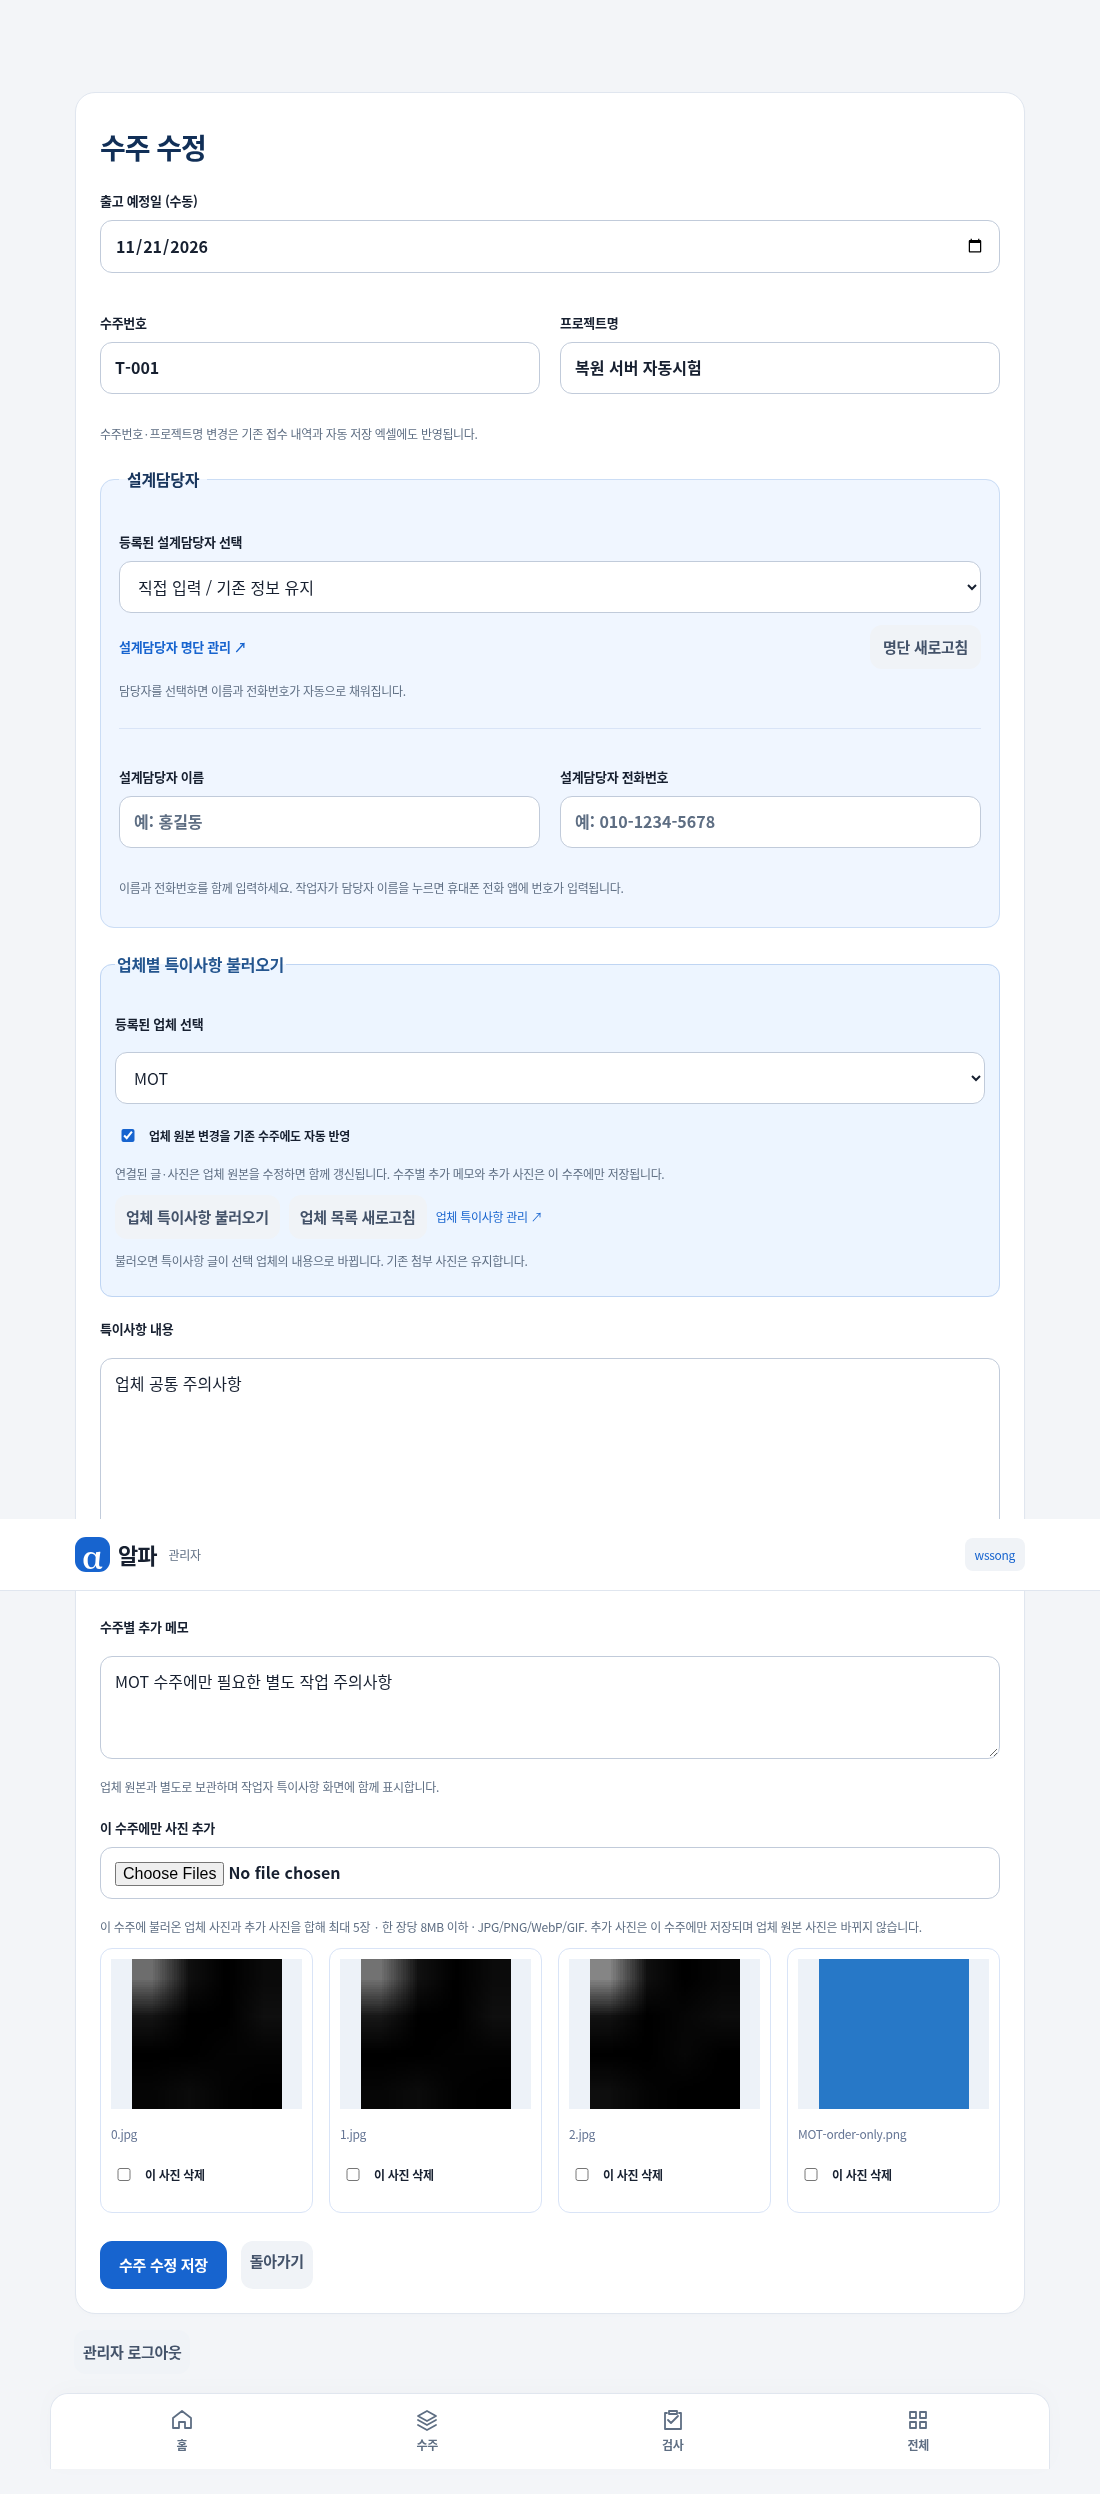 수주 수정
출고 예정일 (수동)
11/21/2026
수주번호
프로젝트명
T-001
복원 서버 자동시험
수주번호·프로젝트명 변경은 기존 접수 내역과 자동 저장 엑셀에도 반영됩니다.
설계담당자
등록된 설계담당자 선택
직접 입력 / 기존 정보 유지
설계담당자 명단 관리 ↗
명단 새로고침
담당자를 선택하면 이름과 전화번호가 자동으로 채워집니다.
설계담당자 이름
설계담당자 전화번호
예: 홍길동
예: 010-1234-5678
이름과 전화번호를 함께 입력하세요. 작업자가 담당자 이름을 누르면 휴대폰 전화 앱에 번호가 입력됩니다.
업체별 특이사항 불러오기
등록된 업체 선택
MOT
업체 원본 변경을 기존 수주에도 자동 반영
연결된 글·사진은 업체 원본을 수정하면 함께 갱신됩니다. 수주별 추가 메모와 추가 사진은 이 수주에만 저장됩니다.
업체 특이사항 불러오기
업체 목록 새로고침
업체 특이사항 관리 ↗
불러오면 특이사항 글이 선택 업체의 내용으로 바뀝니다. 기존 첨부 사진은 유지합니다.
특이사항 내용
업체 공통 주의사항
α 알파 관리자
wssong
수주별 추가 메모
MOT 수주에만 필요한 별도 작업 주의사항
업체 원본과 별도로 보관하며 작업자 특이사항 화면에 함께 표시합니다.
이 수주에만 사진 추가
Choose Files No file chosen
이 수주에 불러온 업체 사진과 추가 사진을 합해 최대 5장 · 한 장당 8MB 이하 · JPG/PNG/WebP/GIF. 추가 사진은 이 수주에만 저장되며 업체 원본 사진은 바뀌지 않습니다.
0.jpg
1.jpg
2.jpg
MOT-order-only.png
이 사진 삭제
이 사진 삭제
이 사진 삭제
이 사진 삭제
수주 수정 저장
돌아가기
관리자 로그아웃
홈
수주
검사
전체